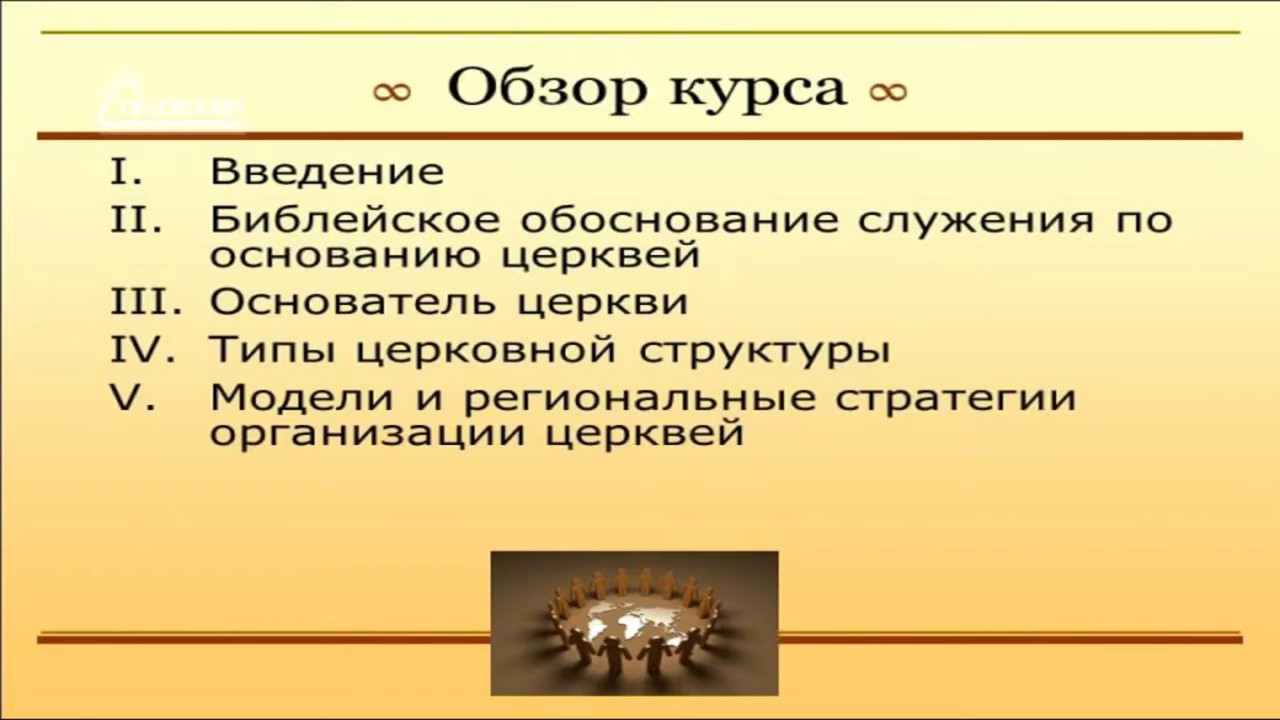 ∞ Обзор курса ∞
I. Введение
II. Библейское обоснование служения по
основанию церквей
III. Основатель церкви
IV. Типы церковной структуры
V. Модели и региональные стратегии
организации церквей